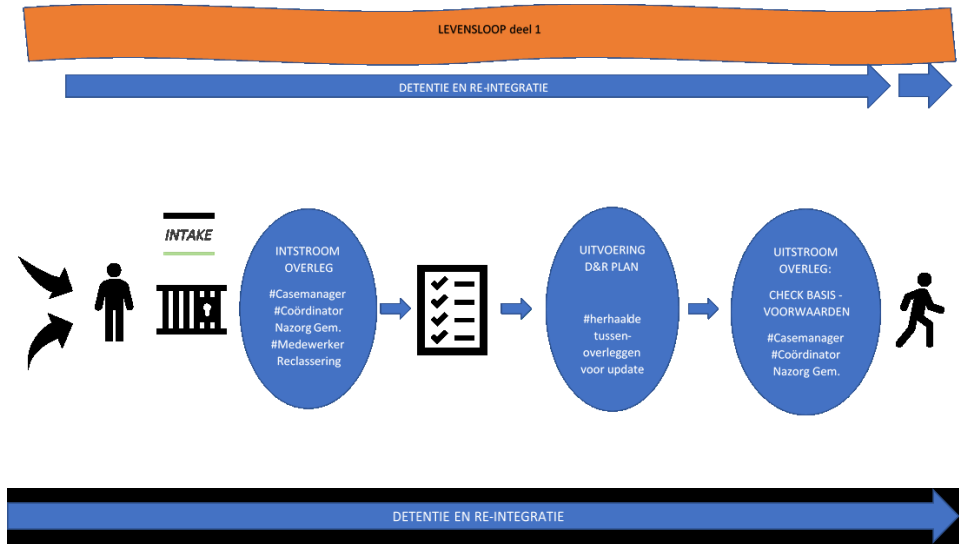 LEVENSLOOP deel 1
DETENTIE EN RE-INTEGRATIE
INTAKE
INTSTROOM
OVERLEG
#Casemanager
#Coördinator
Nazorg Gem.
#Medewerker
Reclassering
UITVOERING
D&R PLAN
#herhaalde
tussen-
overleggen
voor update
UITSTROOM
OVERLEG:
CHECK BASIS -
VOORWAARDEN
#Casemanager
#Coördinator
Nazorg Gem.
DETENTIE EN RE-INTEGRATIE